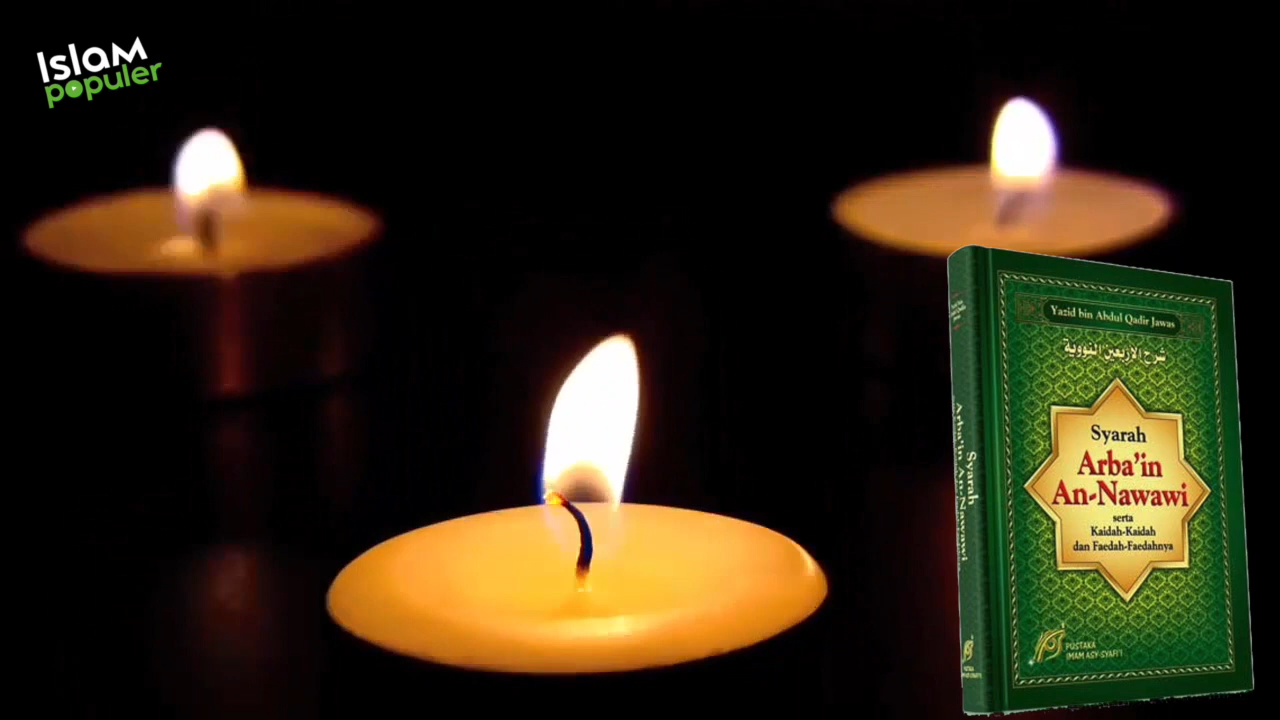 Islam
populer
Yazid bin Abdul Qadir Jawas
شرح الأربعين النووية
Syarah
Arba'in
An-Nawawi
serta
Kaidah-Kaidah
dan Faedah-Faedahnya
PUSTAKA
IMAM ASY-SYAFI'I
Syarah
Arba'in An-Nawawi